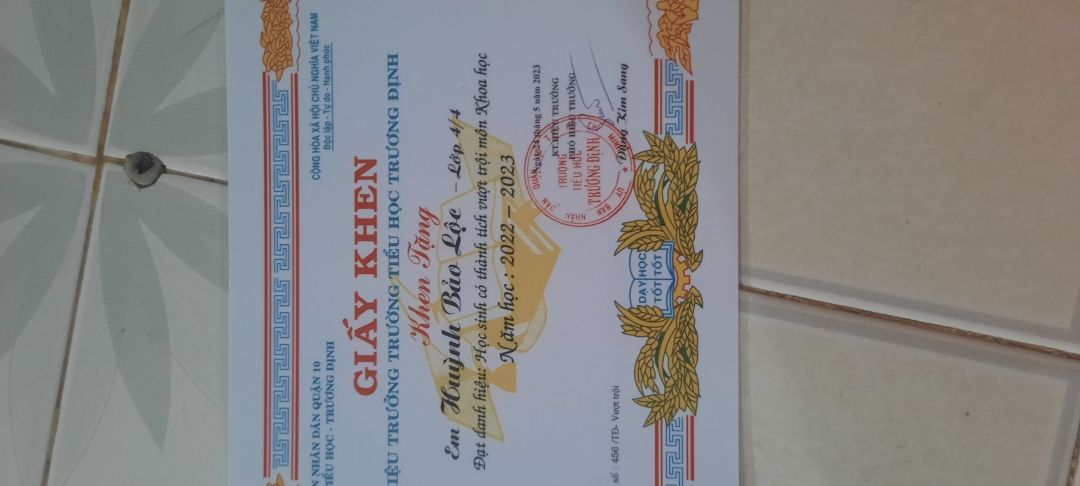 N NHÂN DÂN QUẬN 10
TIỂU HỌC - TRƯƠNG ĐỊNH
CỘNG HÒA XÃ HỘI CHỦ NGHĨA VIỆT NAM
Độc lập - Tự do - Hạnh phúc
GIẤY KHEN
IỆU TRƯỞNG TRƯỜNG TIỂU HỌC TRƯƠNG ĐỊNH
Khen Tặng
Em Huỳnh Bảo Lộc - Lớp 4/4
Đạt danh hiệu: Học sinh có thành tích vượt trội môn Khoa học
Năm học : 2022 - 2023
Ngày 24 tháng 5 năm 2023
KT.HIỆU TRƯỞNG
PHÓ HIỆU TRƯỞNG
TRƯỜNG
TIỂU HỌC
TRƯƠNG ĐỊNH
ỦY BAN NHÂN DÂN QUẬN
Đặng Kim Sang
số : 456 /TĐ- Vượt trội
DẠY HỌC
TỐT TỐT